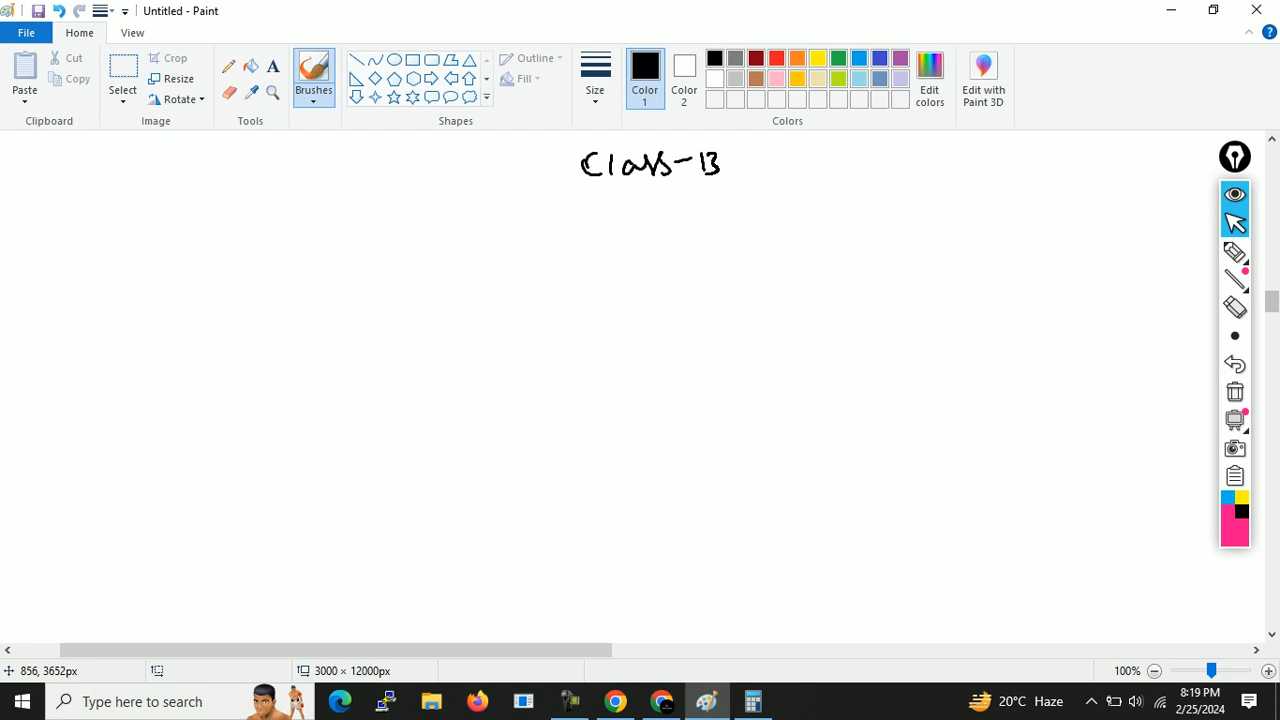 Untitled - Paint
File Home View
Paste
Cut
Copy
Clipboard
Select
Crop
Resize
Rotate
Image
Tools
Brushes
Outline
Fill
Shapes
Size
Color 1
Color 2
Edit colors
Edit with Paint 3D
Colors
Class-B
856, 3652px
3000 × 12000px
100%
Type here to search
20°C Haze
8:19 PM
2/25/2024